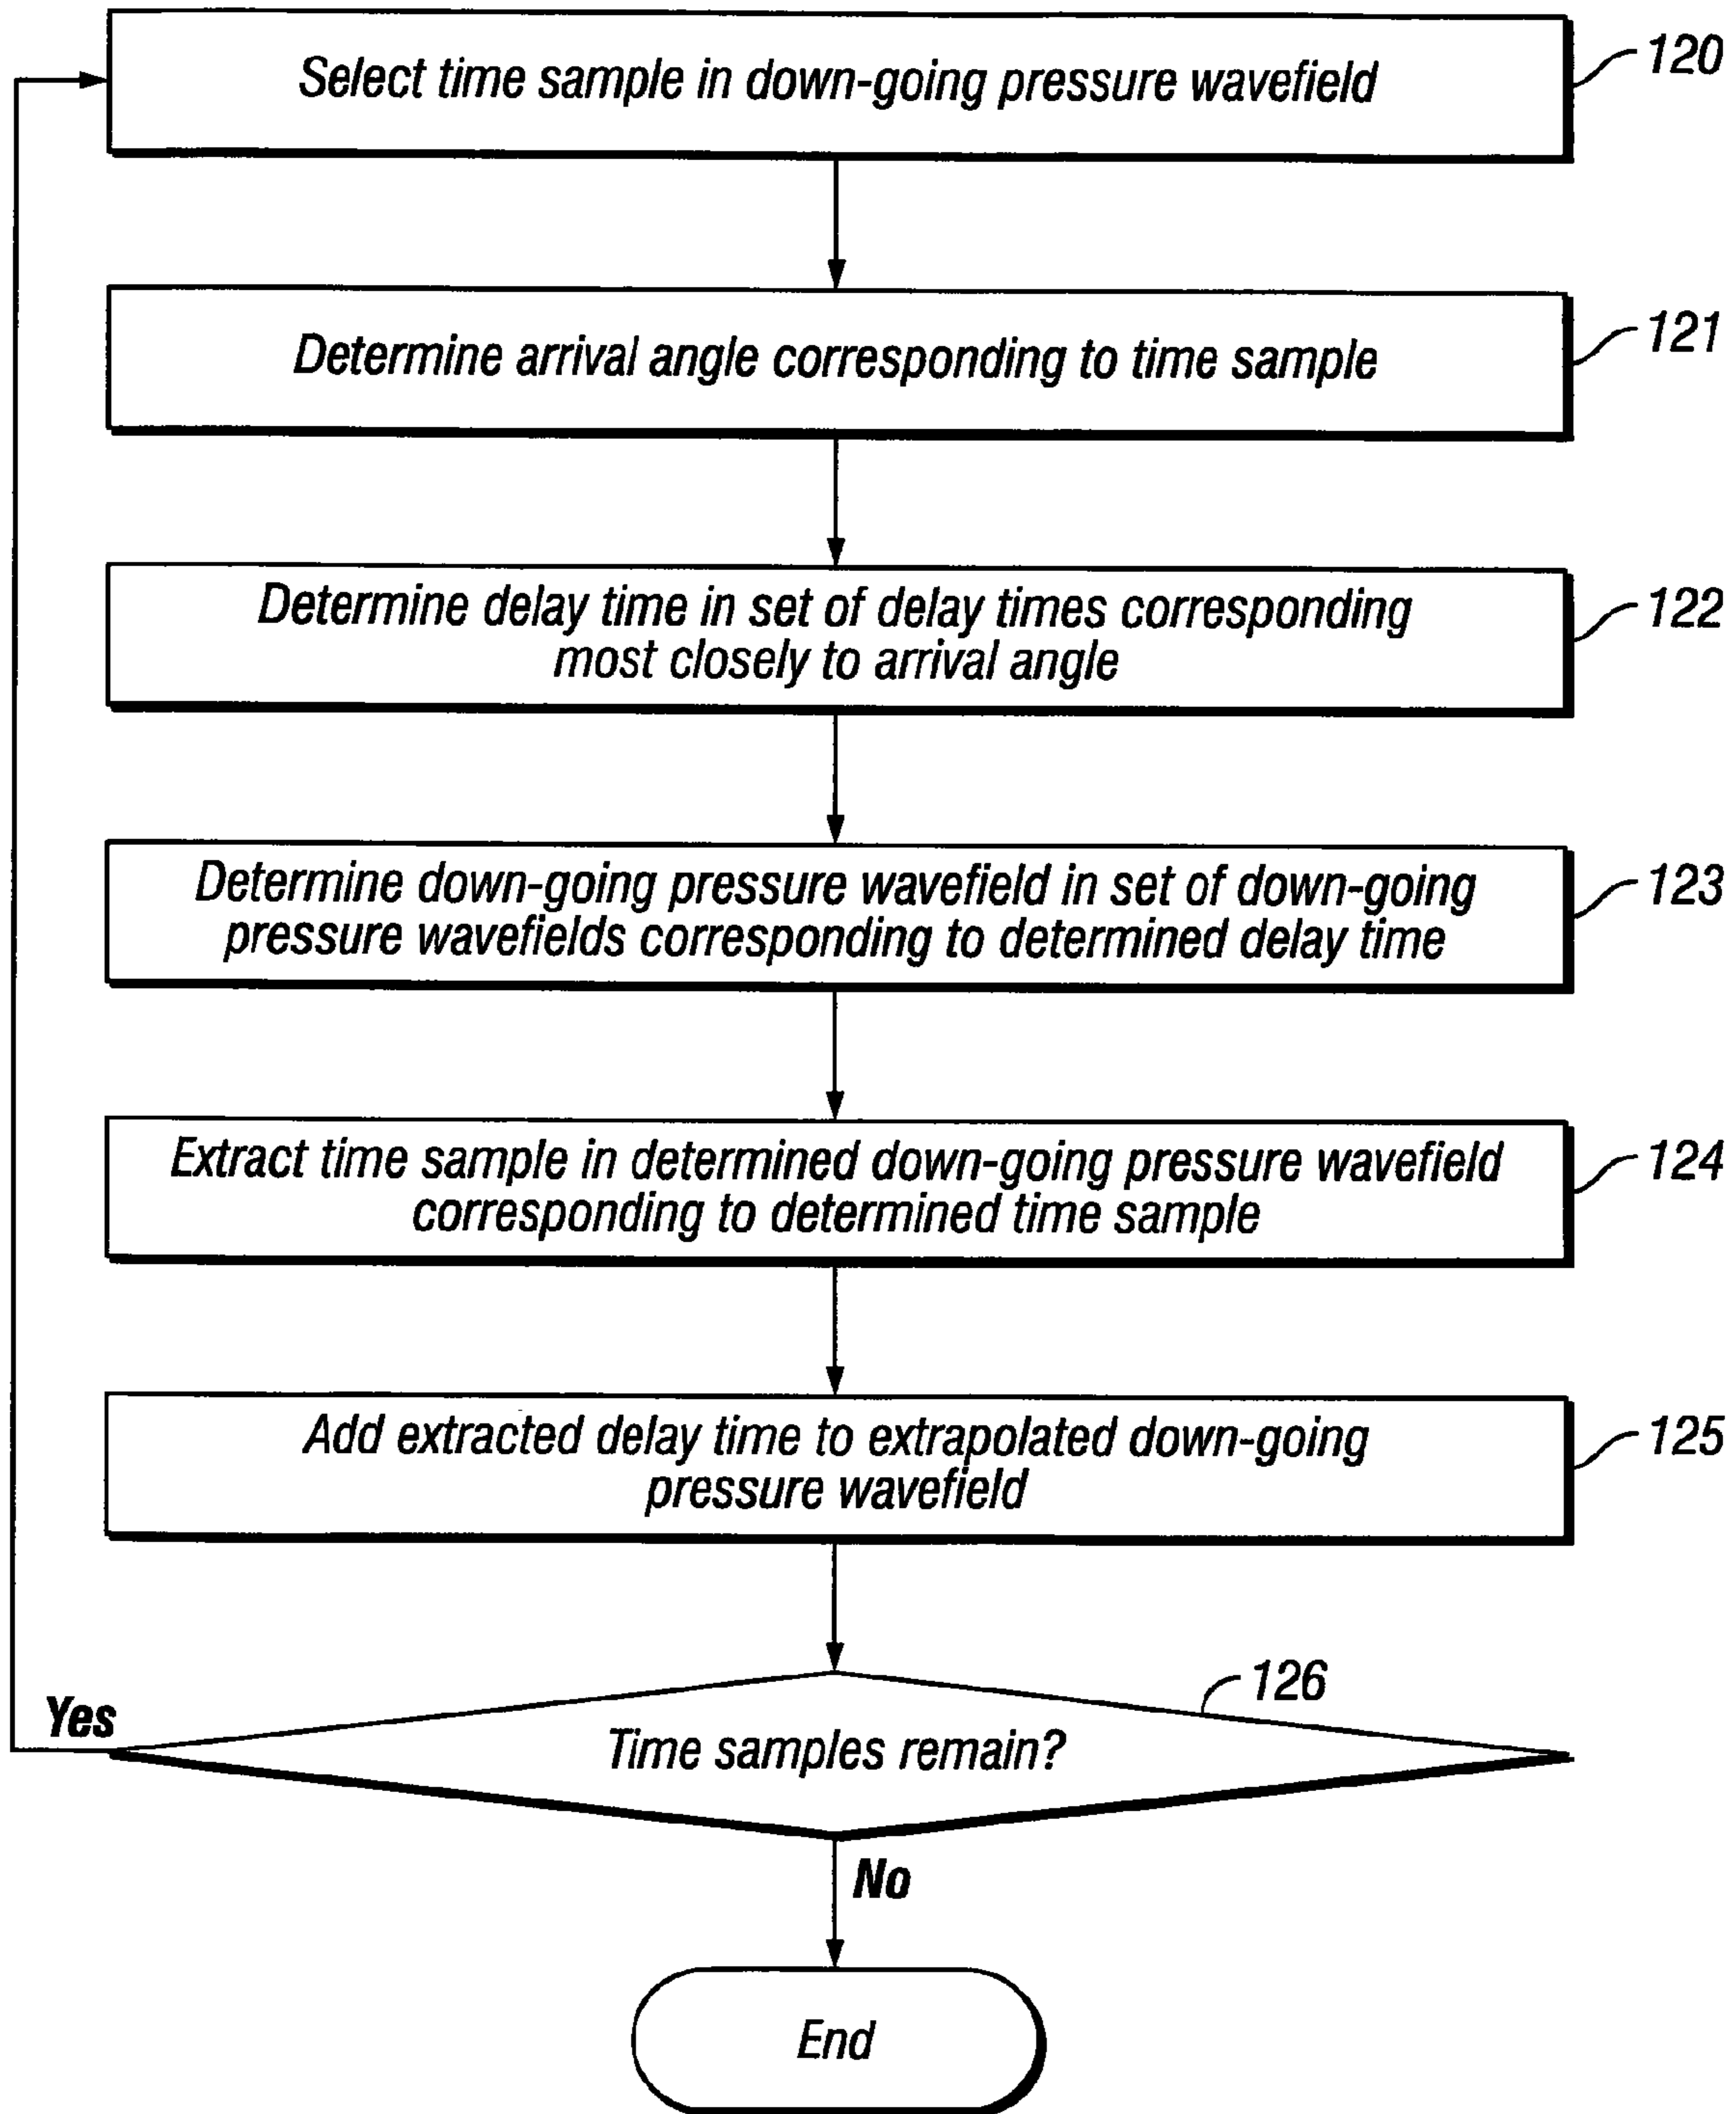 Select time sample in down-going pressure wavefield
120
Determine arrival angle corresponding to time sample
121
Determine delay time in set of delay times corresponding
most closely to arrival angle
122
Determine down-going pressure wavefield in set of down-going
pressure wavefields corresponding to determined delay time
123
Extract time sample in determined down-going pressure wavefield
corresponding to determined time sample
124
Add extracted delay time to extrapolated down-going
pressure wavefield
125
126
Yes
Time samples remain?
No
End